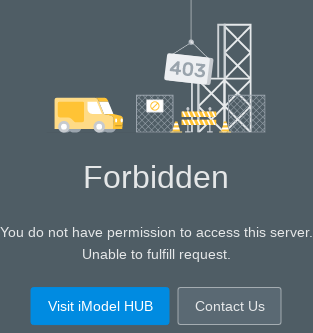 403
Forbidden
You do not have permission to access this server.
Unable to fulfill request.
Visit iModel HUB
Contact Us